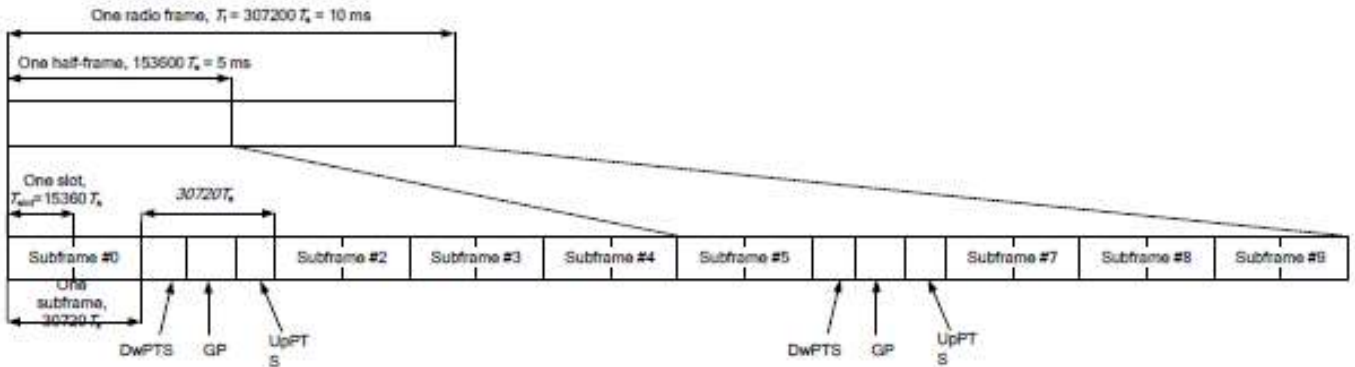 One radio frame, Tf = 307200 Ts = 10 ms
One half-frame, 153600 Ts = 5 ms
One slot,
Tslot=15360 Ts
30720Ts
Subframe #0
Subframe #2
Subframe #3
Subframe #4
Subframe #5
Subframe #7
Subframe #8
Subframe #9
One
subframe,
30720 Ts
DwPTS
GP
UpPT
S
DwPTS
GP
UpPT
S